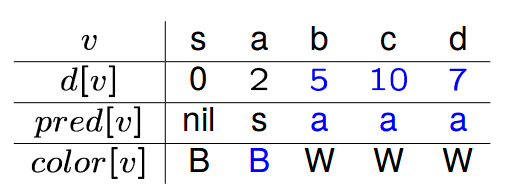 v s a b c d
d[v] 0 2 5 10 7
pred[v] nil s a a a
color[v] B B W W W